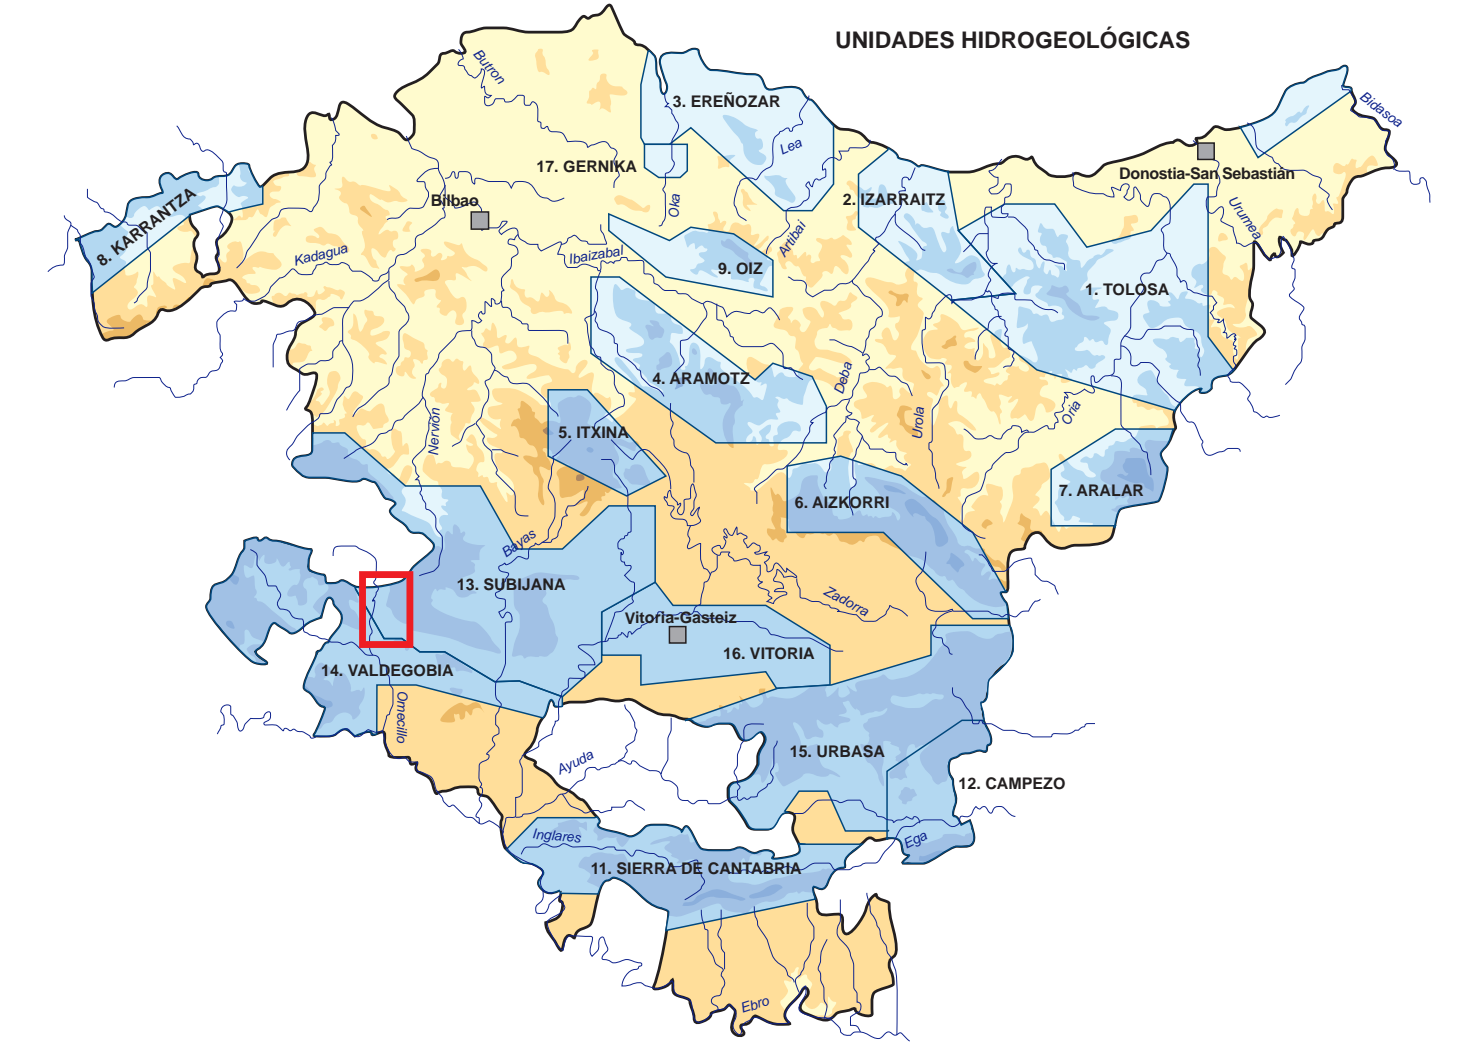 UNIDADES HIDROGEOLÓGICAS
Butron
3. EREÑOZAR
Bidasoa
Lea
17. GERNIKA
Donostia-San Sebastián
8. KARRANTZA
Bilbao
Oka
2. IZARRAITZ
Urumea
Artibai
Kadagua
Ibaizabal
9. OIZ
1. TOLOSA
4. ARAMOTZ
Deba
Nervión
Urola
Oria
5. ITXINA
7. ARALAR
6. AIZKORRI
Bayas
13. SUBIJANA
Zadorra
Vitoria-Gasteiz
16. VITORIA
14. VALDEGOBIA
Omecillo
15. URBASA
Ayuda
12. CAMPEZO
Inglares
Ega
11. SIERRA DE CANTABRIA
Ebro